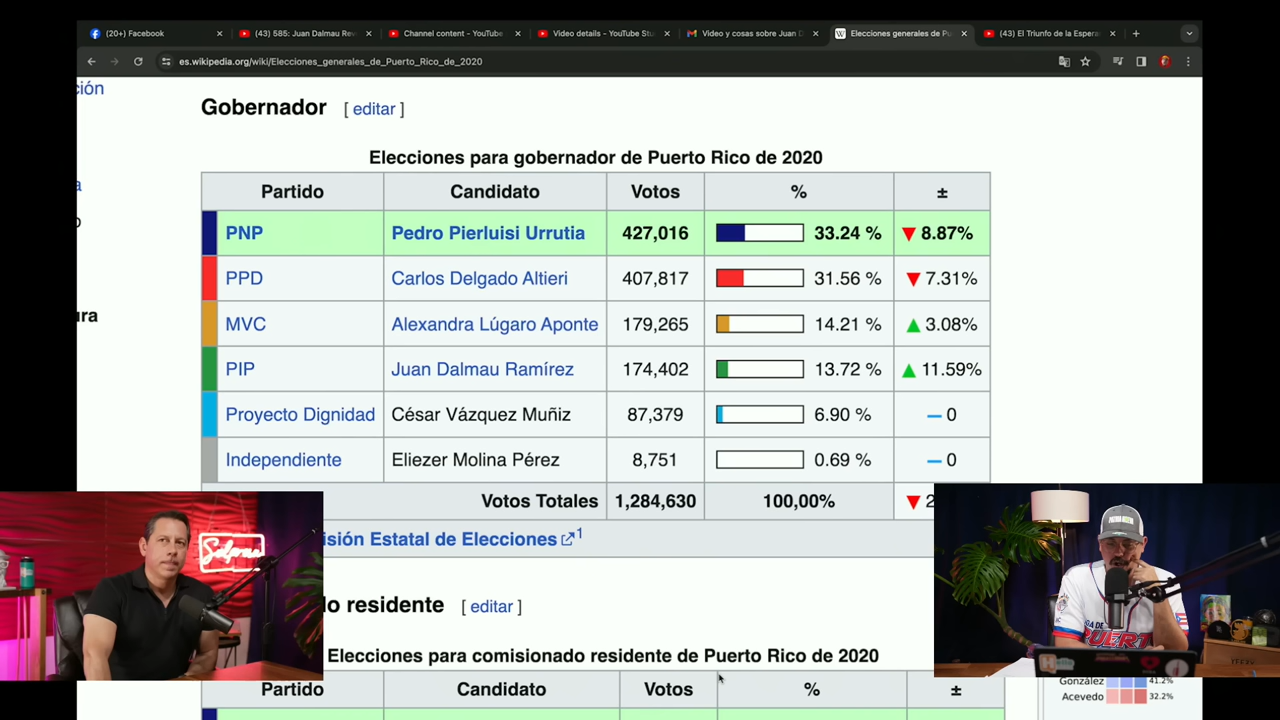 (20+) Facebook
(43) 585: Juan Dalmau Rev
Channel content - YouTube
Video details - YouTube Stu
Video y cosas sobre Juan D
Elecciones generales de Pu
(43) El Triunfo de la Espera
es.wikipedia.org/wiki/Elecciones_generales_de_Puerto_Rico_de_2020
ción
Gobernador [ editar ]
Elecciones para gobernador de Puerto Rico de 2020
Partido Candidato Votos % ±
PNP Pedro Pierluisi Urrutia 427,016 33.24 % 8.87%
PPD Carlos Delgado Altieri 407,817 31.56 % 7.31%
MVC Alexandra Lúgaro Aponte 179,265 14.21 % 3.08%
PIP Juan Dalmau Ramírez 174,402 13.72 % 11.59%
Proyecto Dignidad César Vázquez Muñiz 87,379 6.90 % 0
Independiente Eliezer Molina Pérez 8,751 0.69 % 0
Votos Totales 1,284,630 100,00% 2
isión Estatal de Elecciones 1
o residente [ editar ]
Elecciones para comisionado residente de Puerto Rico de 2020
Partido Candidato Votos % ±
González 41.2%
Acevedo 32.2%